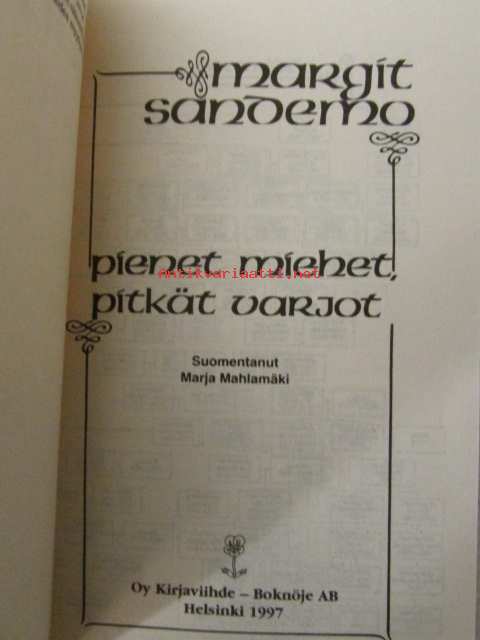 margit
sandemo
pienet miehet,
Antikvariaatti.net
pitkät varjot
Suomentanut
Marja Mahlamäki
Oy Kirjaviihde – Boknöje AB
Helsinki 1997